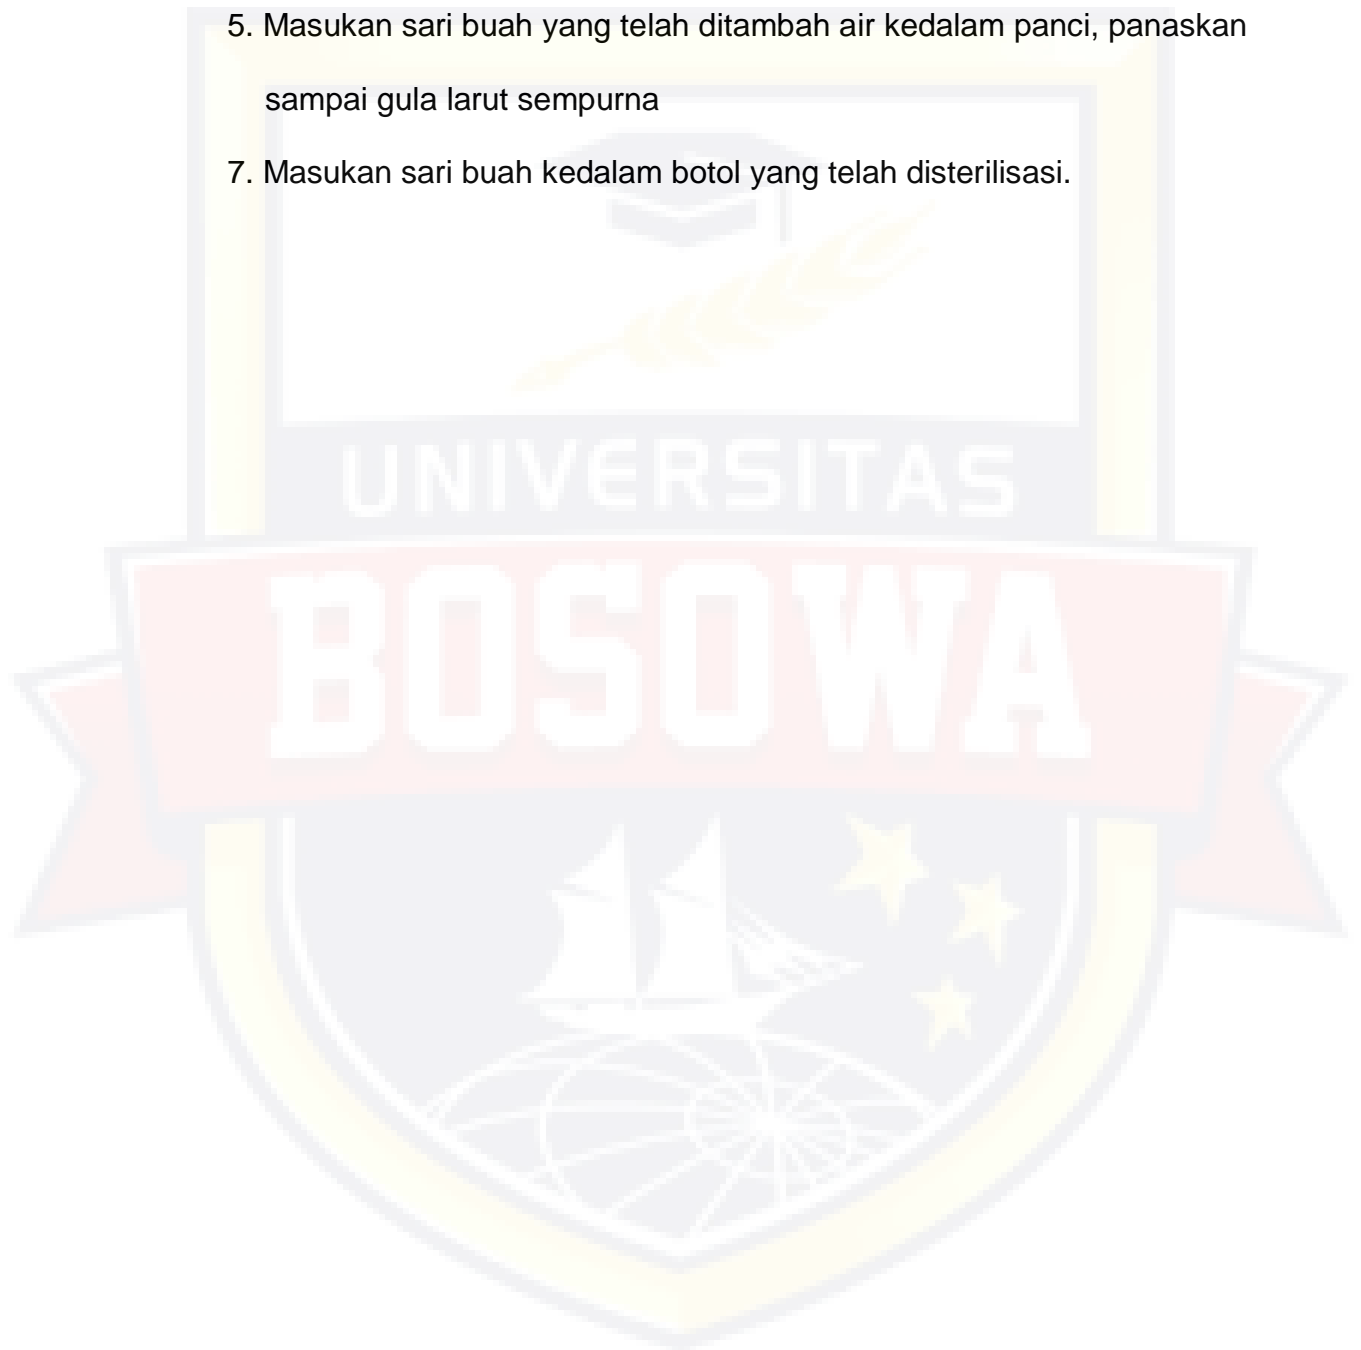 5. Masukan sari buah yang telah ditambah air kedalam panci, panaskan
sampai gula larut sempurna
7. Masukan sari buah kedalam botol yang telah disterilisasi.
UNIVERSITAS
BOSOWA